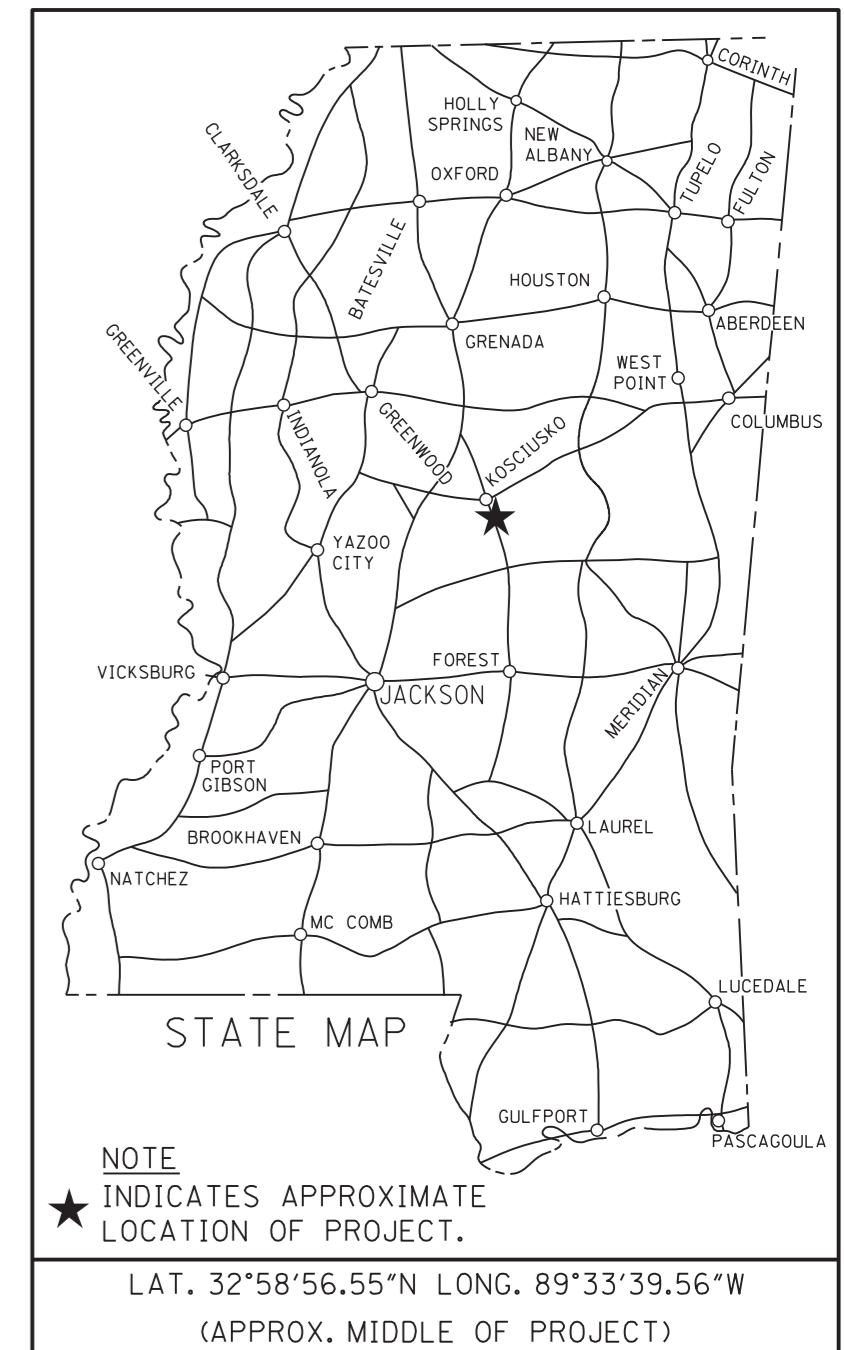 CORINTH
HOLLY
SPRINGS
NEW
ALBANY
CLARKSDALE
OXFORD
TUPELO
FULTON
BATESVILLE
HOUSTON
ABERDEEN
GRENADA
GREENVILLE
WEST
POINT
COLUMBUS
INDIANOLA
GREENWOOD
KOSCIUSKO
YAZOO
CITY
VICKSBURG
FOREST
JACKSON
MERIDIAN
PORT
GIBSON
BROOKHAVEN
LAUREL
NATCHEZ
HATTIESBURG
MC COMB
LUCEDALE
STATE MAP
GULFPORT
PASCAGOULA
NOTE
INDICATES APPROXIMATE
LOCATION OF PROJECT.
LAT. 32°58'56.55"N LONG. 89°33'39.56"W
(APPROX. MIDDLE OF PROJECT)